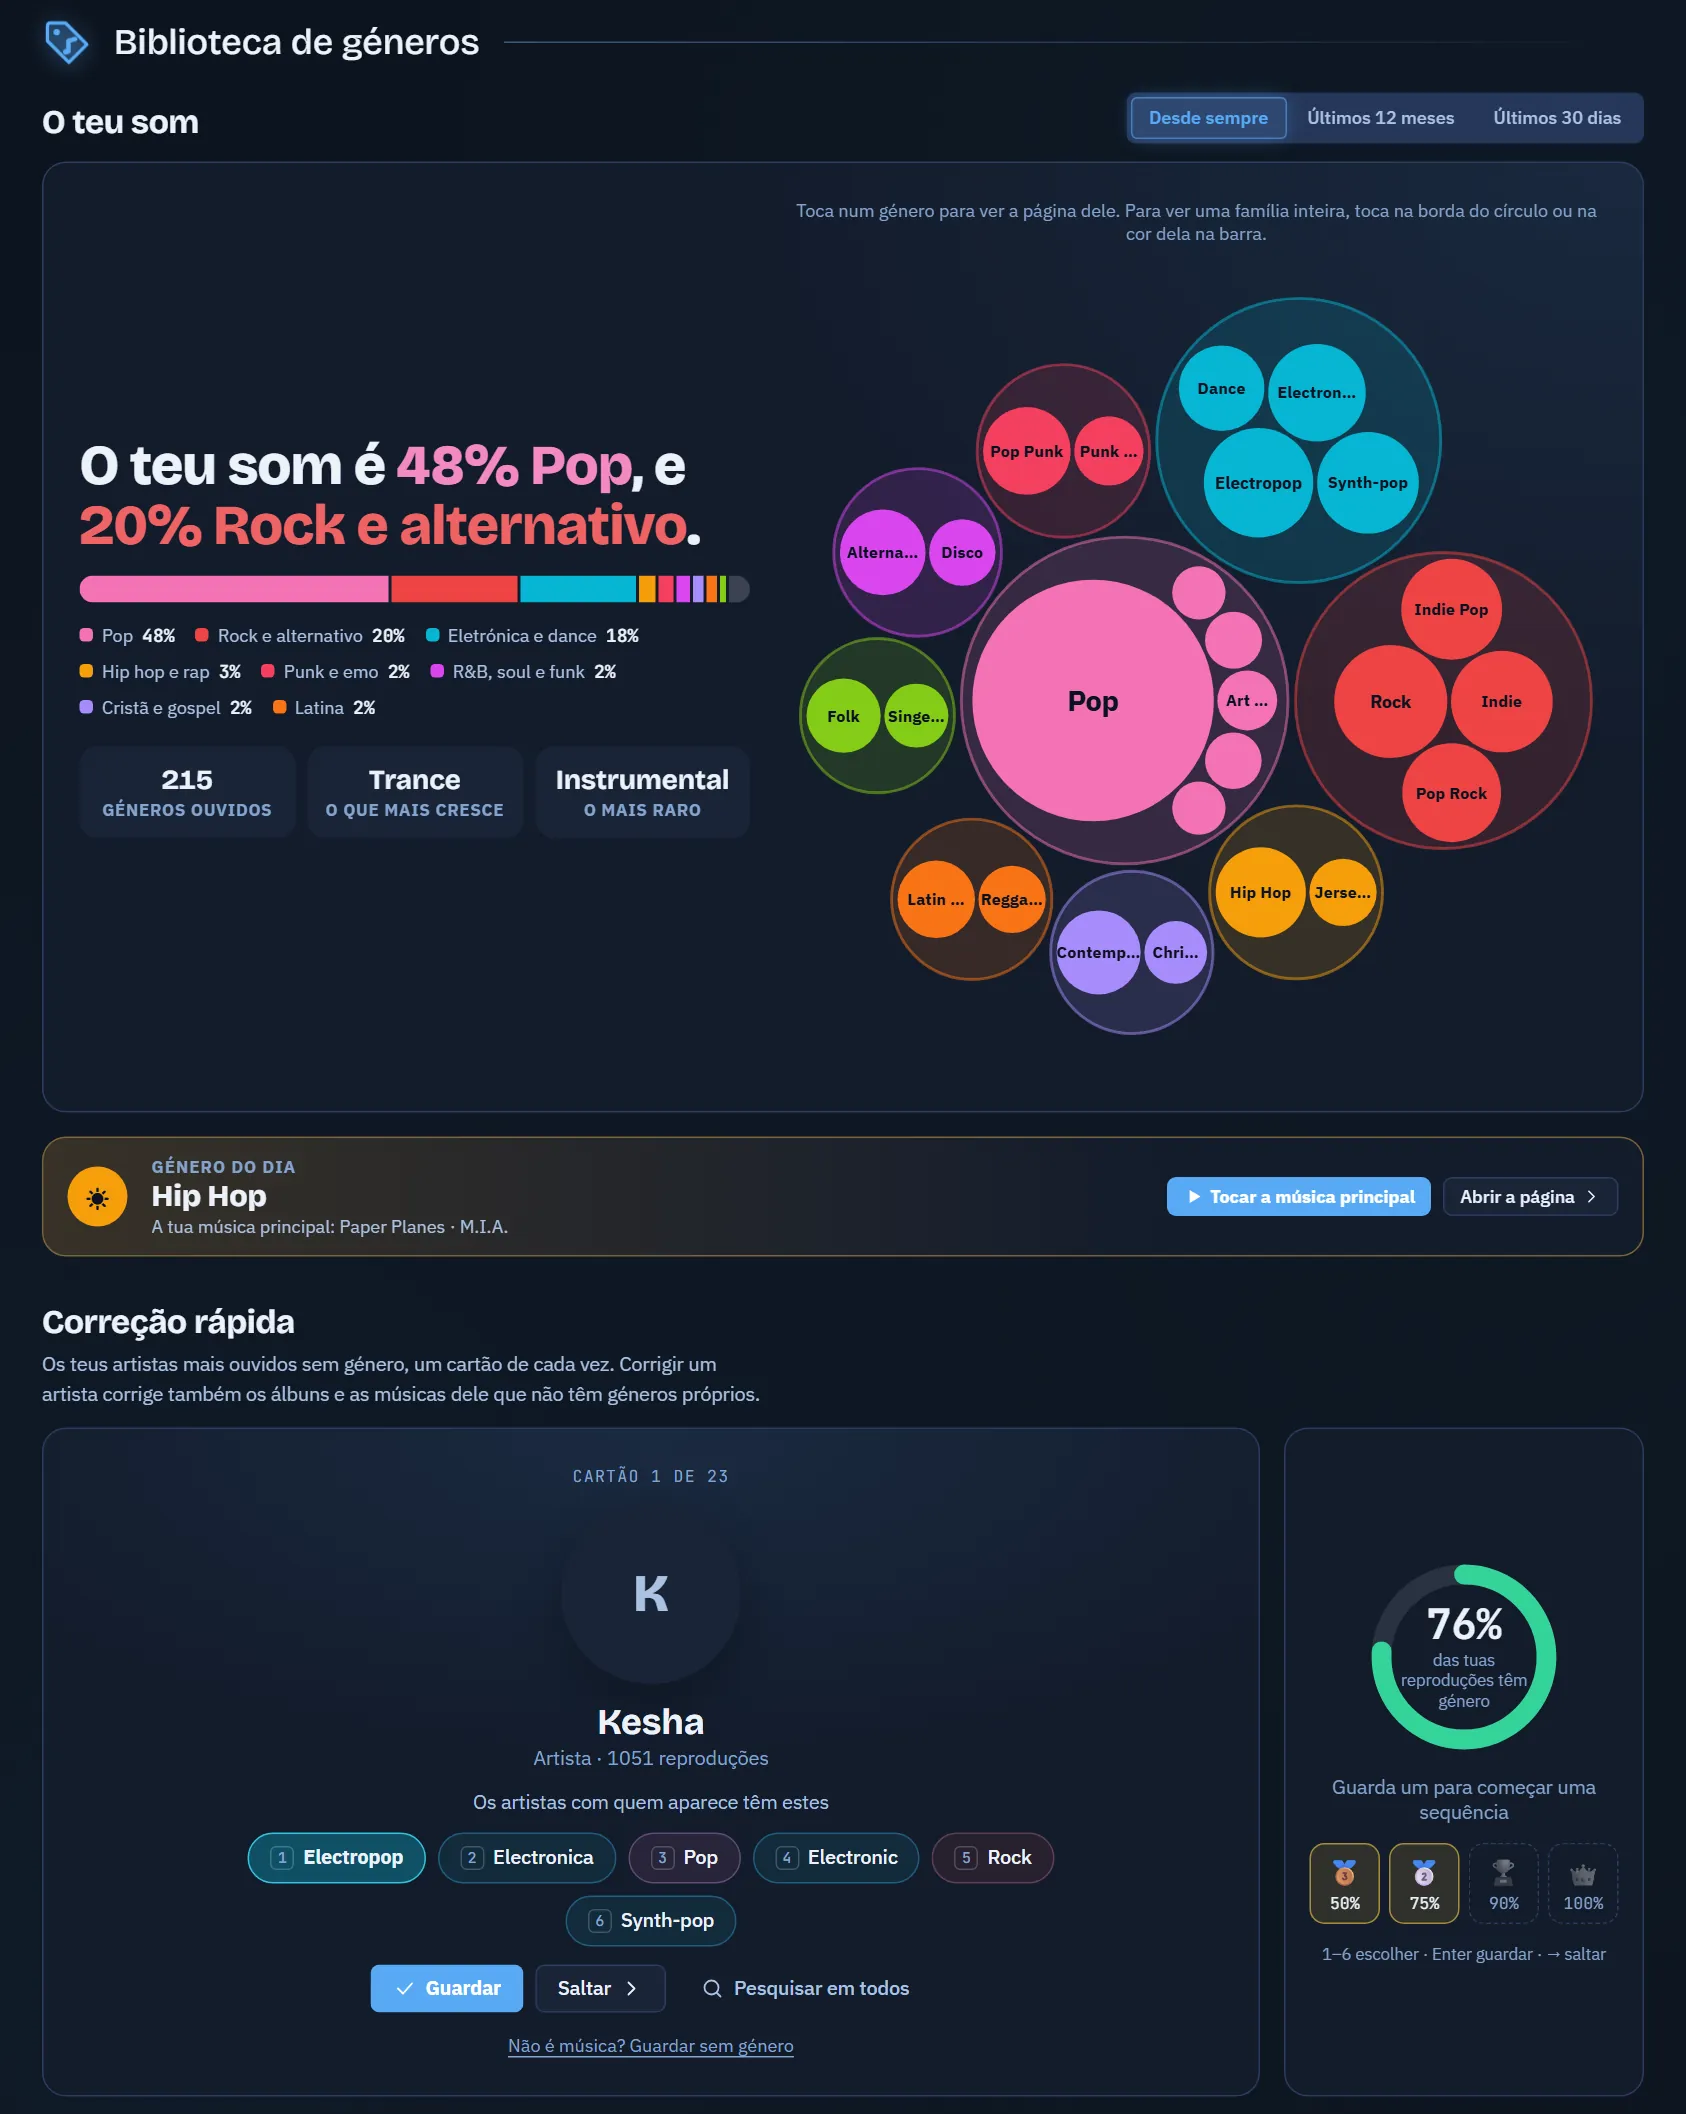 Biblioteca de géneros
O teu som
Desde sempre
Últimos 12 meses
Últimos 30 dias
Toca num género para ver a página dele. Para ver uma família inteira, toca na borda do círculo ou na
cor dela na barra.
O teu som é 48% Pop, e
20% Rock e alternativo.
Pop 48% Rock e alternativo 20% Eletrónica e dance 18%
Hip hop e rap 3% Punk e emo 2% R&B, soul e funk 2%
Cristã e gospel 2% Latina 2%
215
GÉNEROS OUVIDOS
Trance
O QUE MAIS CRESCE
Instrumental
O MAIS RARO
Dance
Electron...
Electropop
Synth-pop
Pop Punk
Punk ...
Alterna...
Disco
Folk
Singe...
Pop
Art ...
Indie Pop
Rock
Indie
Pop Rock
Latin ...
Regga...
Contemp...
Chri...
Hip Hop
Jerse...
GÉNERO DO DIA
Hip Hop
A tua música principal: Paper Planes · M.I.A.
Tocar a música principal
Abrir a página
Correção rápida
Os teus artistas mais ouvidos sem género, um cartão de cada vez. Corrigir um
artista corrige também os álbuns e as músicas dele que não têm géneros próprios.
CARTÃO 1 DE 23
K
Kesha
Artista · 1051 reproduções
Os artistas com quem aparece têm estes
1 Electropop
2 Electronica
3 Pop
4 Electronic
5 Rock
6 Synth-pop
Guardar
Saltar
Pesquisar em todos
Não é música? Guardar sem género
76%
das tuas
reproduções têm
género
Guarda um para começar uma
sequência
3
50%
2
75%
90%
100%
1–6 escolher · Enter guardar · → saltar